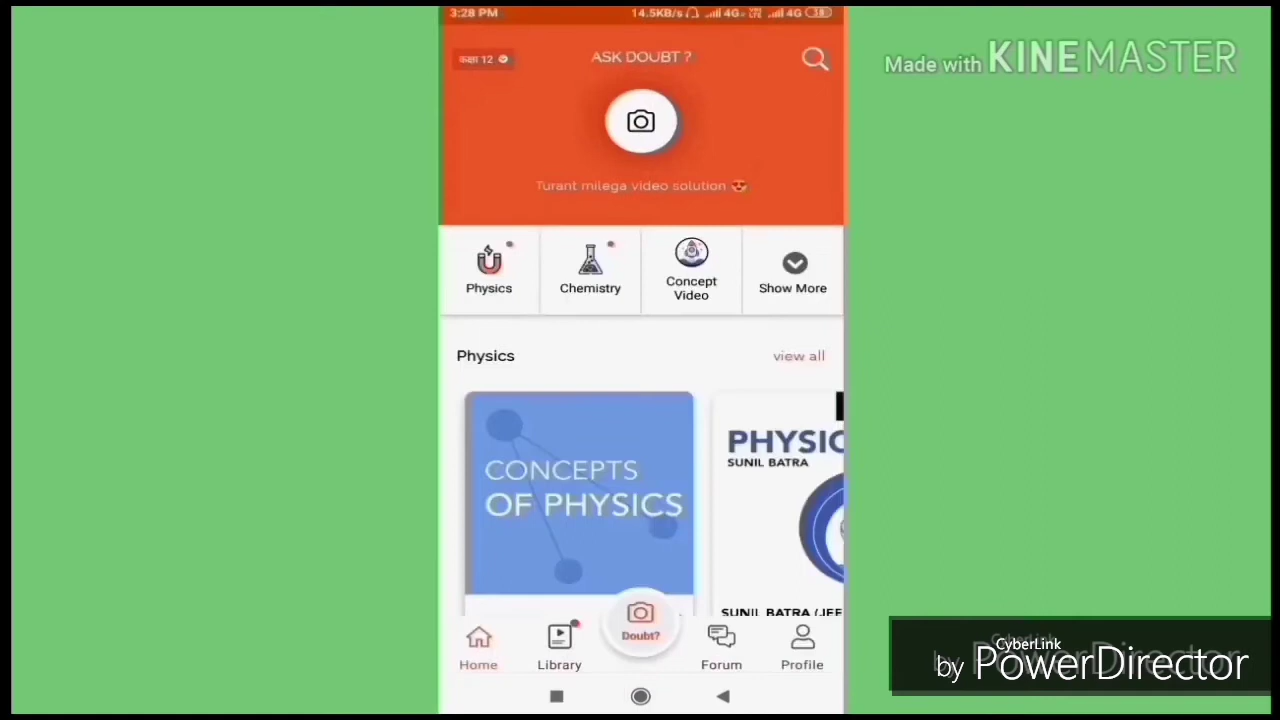 3:28 PM
14.5KB/s 4G 4G
ASK DOUBT ?
कक्षा 12
Made with KINEMASTER
Turant milega video solution 😍
Physics
Chemistry
Concept
Video
Show More
Physics
view all
CONCEPTS
OF PHYSICS
PHYSIC
SUNIL BATRA
SUNIL BATRA (JEE
Doubt?
Home
Library
Forum
Profile
CyberLink
by PowerDirector